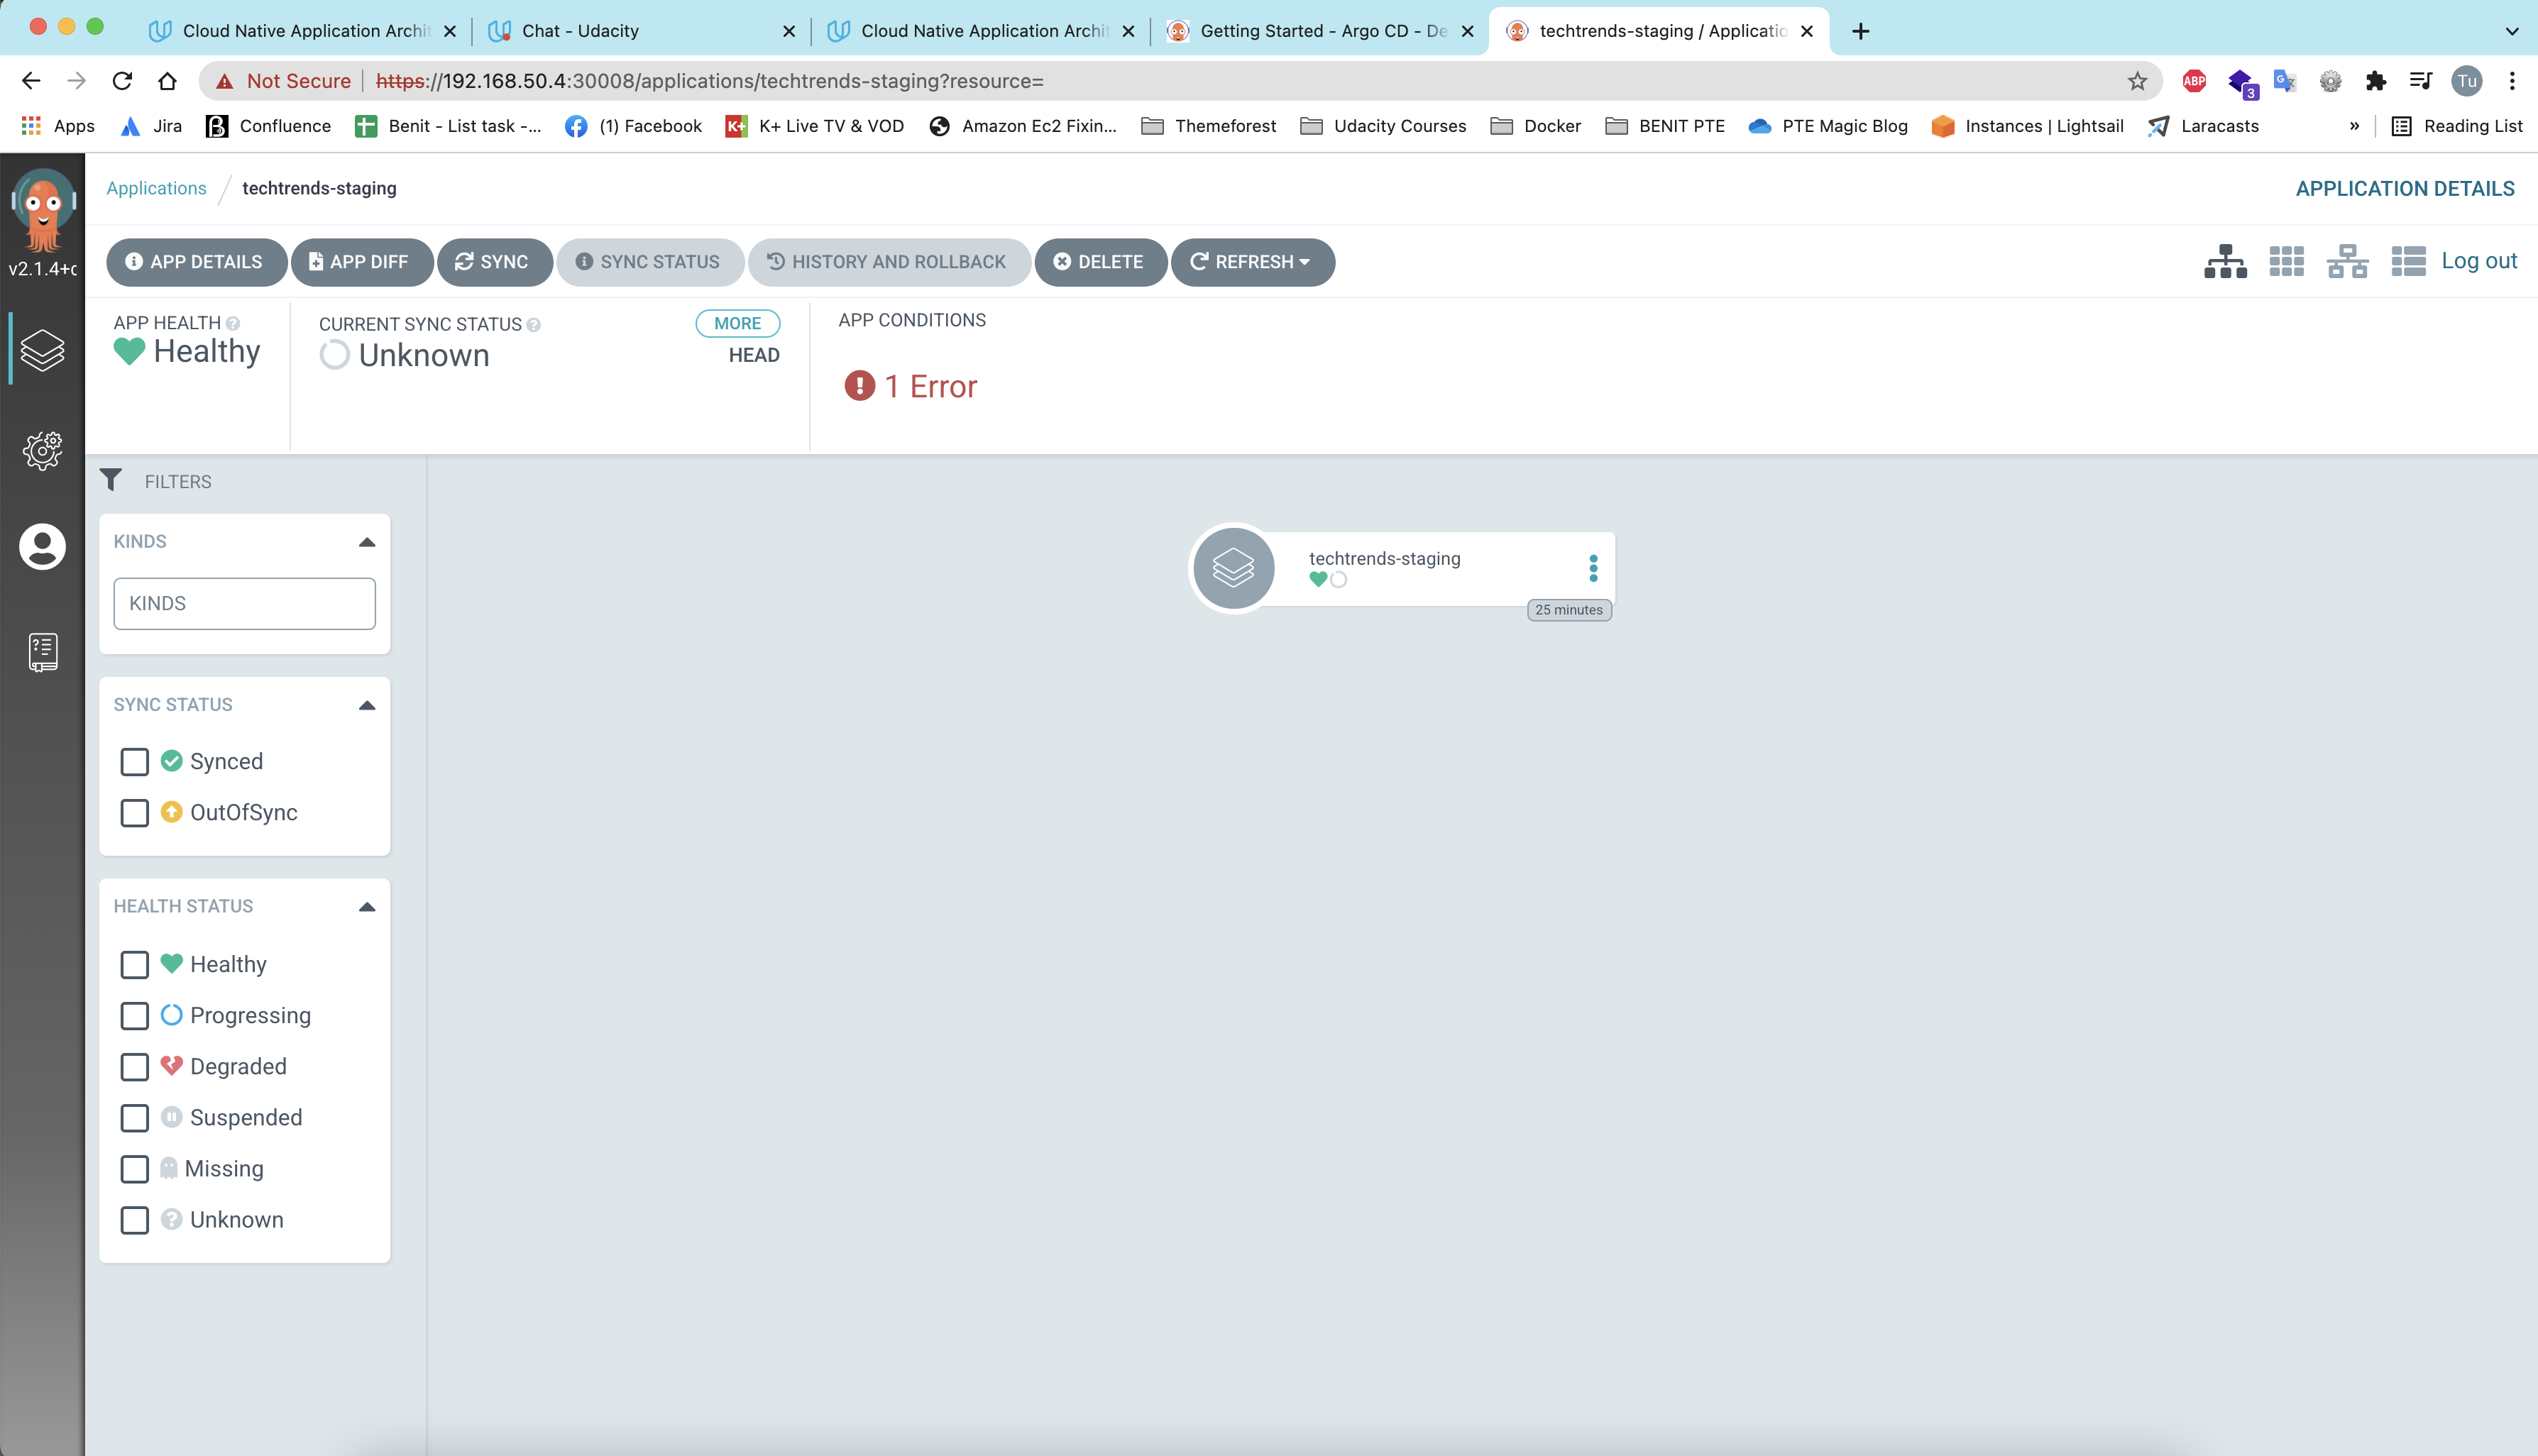 Cloud Native Application Archit
Chat - Udacity
Cloud Native Application Archit
Getting Started - Argo CD - De
techtrends-staging / Applicatio
Not Secure
https://192.168.50.4:30008/applications/techtrends-staging?resource=
ABP
3
Tu
Apps
Jira
Confluence
Benit - List task -...
(1) Facebook
K+
K+ Live TV & VOD
Amazon Ec2 Fixin...
Themeforest
Udacity Courses
Docker
BENIT PTE
PTE Magic Blog
Instances | Lightsail
Laracasts
»
Reading List
v2.1.4+c
Applications / techtrends-staging
APPLICATION DETAILS
APP DETAILS
APP DIFF
SYNC
SYNC STATUS
HISTORY AND ROLLBACK
DELETE
REFRESH
Log out
APP HEALTH
Healthy
CURRENT SYNC STATUS
MORE
Unknown
HEAD
APP CONDITIONS
1 Error
FILTERS
KINDS
KINDS
SYNC STATUS
Synced
OutOfSync
HEALTH STATUS
Healthy
Progressing
Degraded
Suspended
Missing
Unknown
techtrends-staging
25 minutes